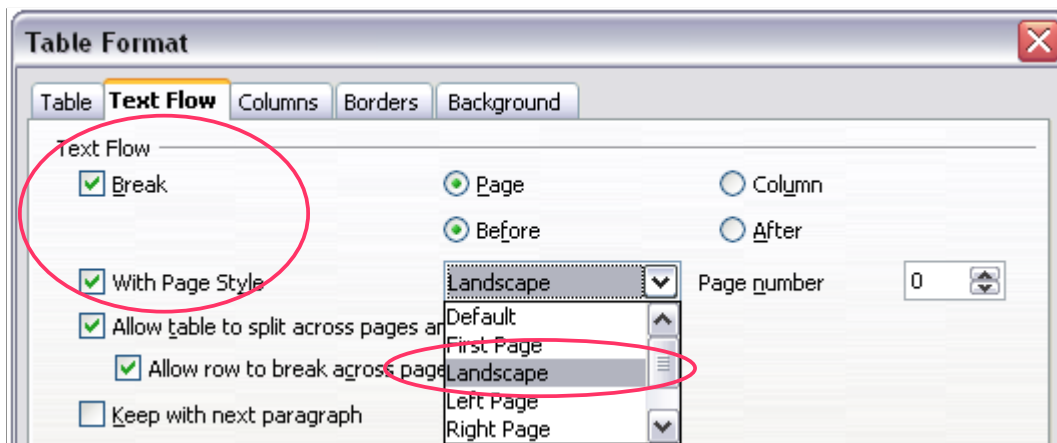 Table Format
Table Text Flow Columns Borders Background
Text Flow
Break Page Column
Before After
With Page Style Landscape Page number 0
Default
Allow table to split across pages
First Page
Landscape
Allow row to break across
Left Page
Keep with next paragraph
Right Page